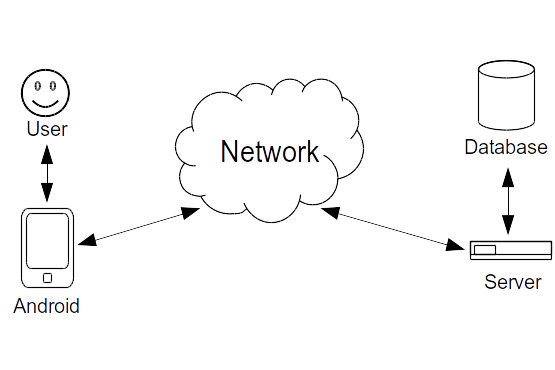 User
Network
Database
Android
Server